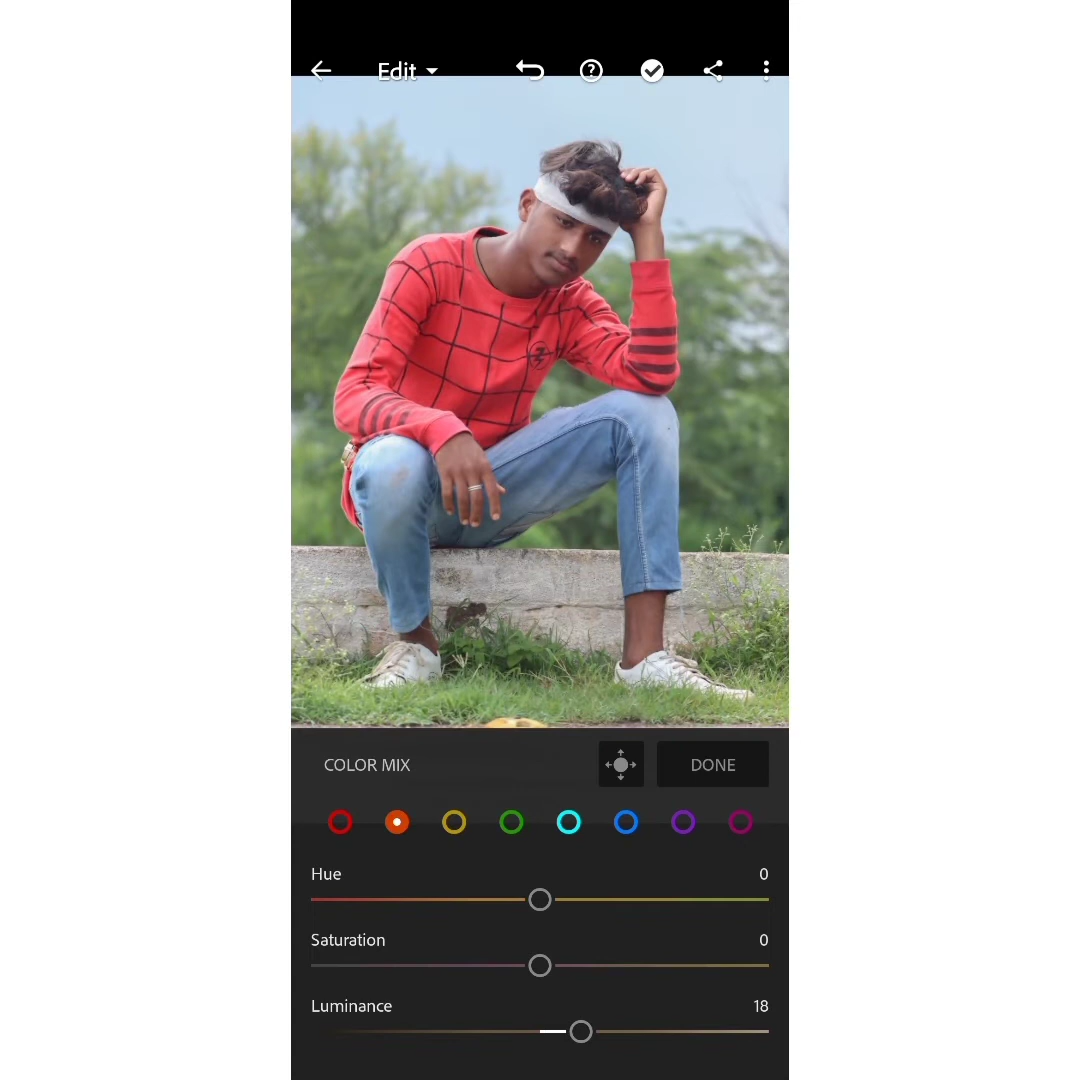 Edit
COLOR MIX
DONE
Hue 0
Saturation 0
Luminance 18